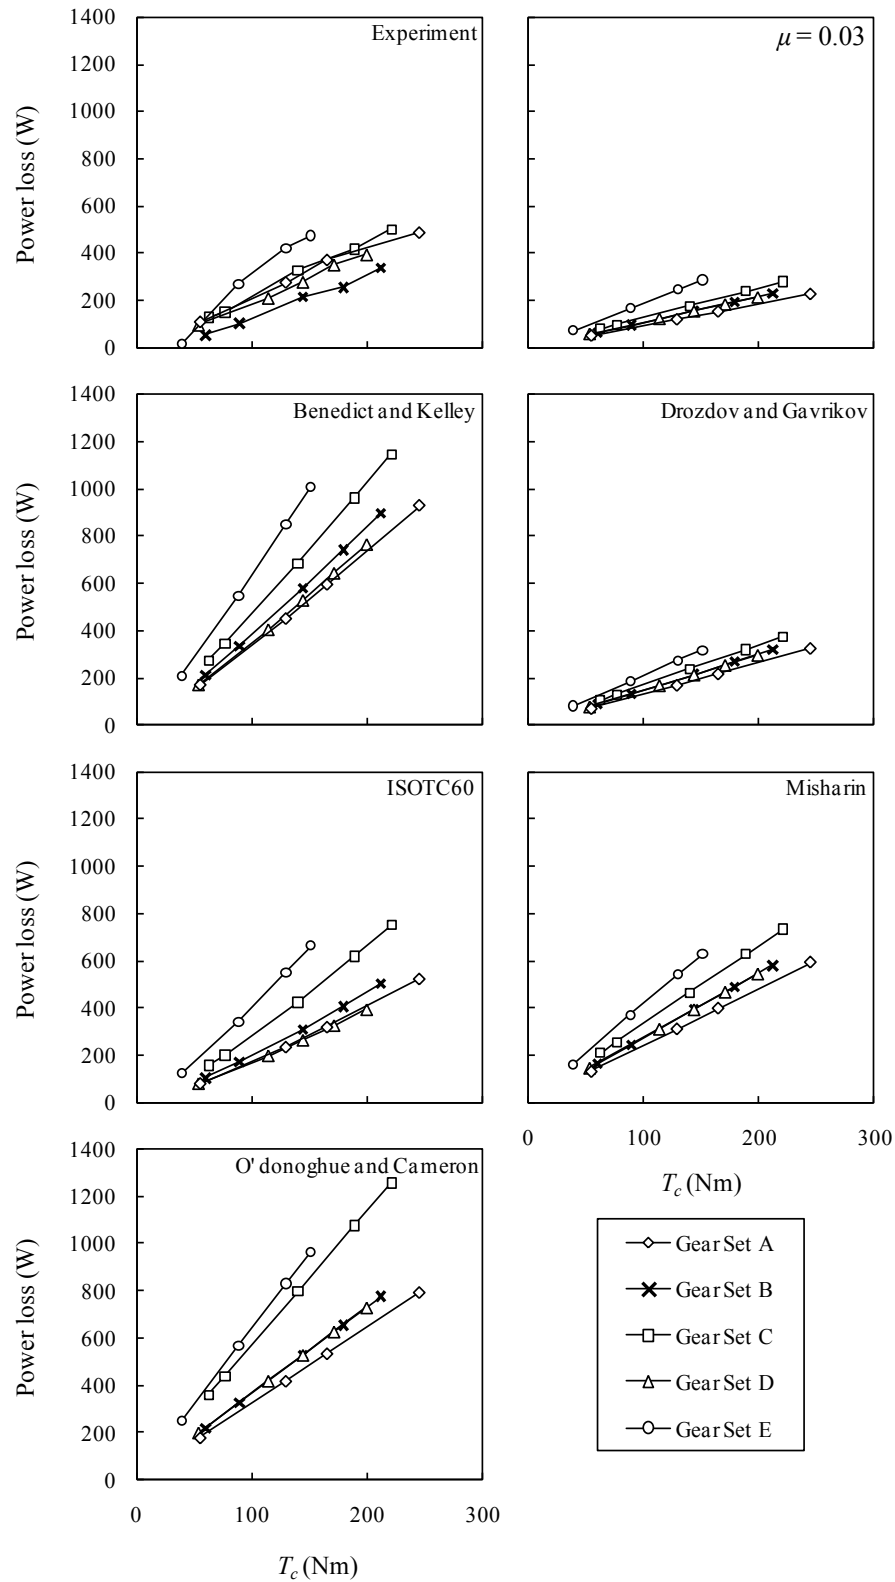 1400
1200
1000
800
600
400
200
0
Power loss (W)
Experiment
μ = 0.03
1400
1200
1000
800
600
400
200
0
Power loss (W)
Benedict and Kelley
Drozdov and Gavrikov
1400
1200
1000
800
600
400
200
0
Power loss (W)
ISOTC60
Misharin
0 100 200 300
T_c (Nm)
1400
1200
1000
800
600
400
200
0
Power loss (W)
O' donoghue and Cameron
0 100 200 300
T_c (Nm)
Gear Set A
Gear Set B
Gear Set C
Gear Set D
Gear Set E